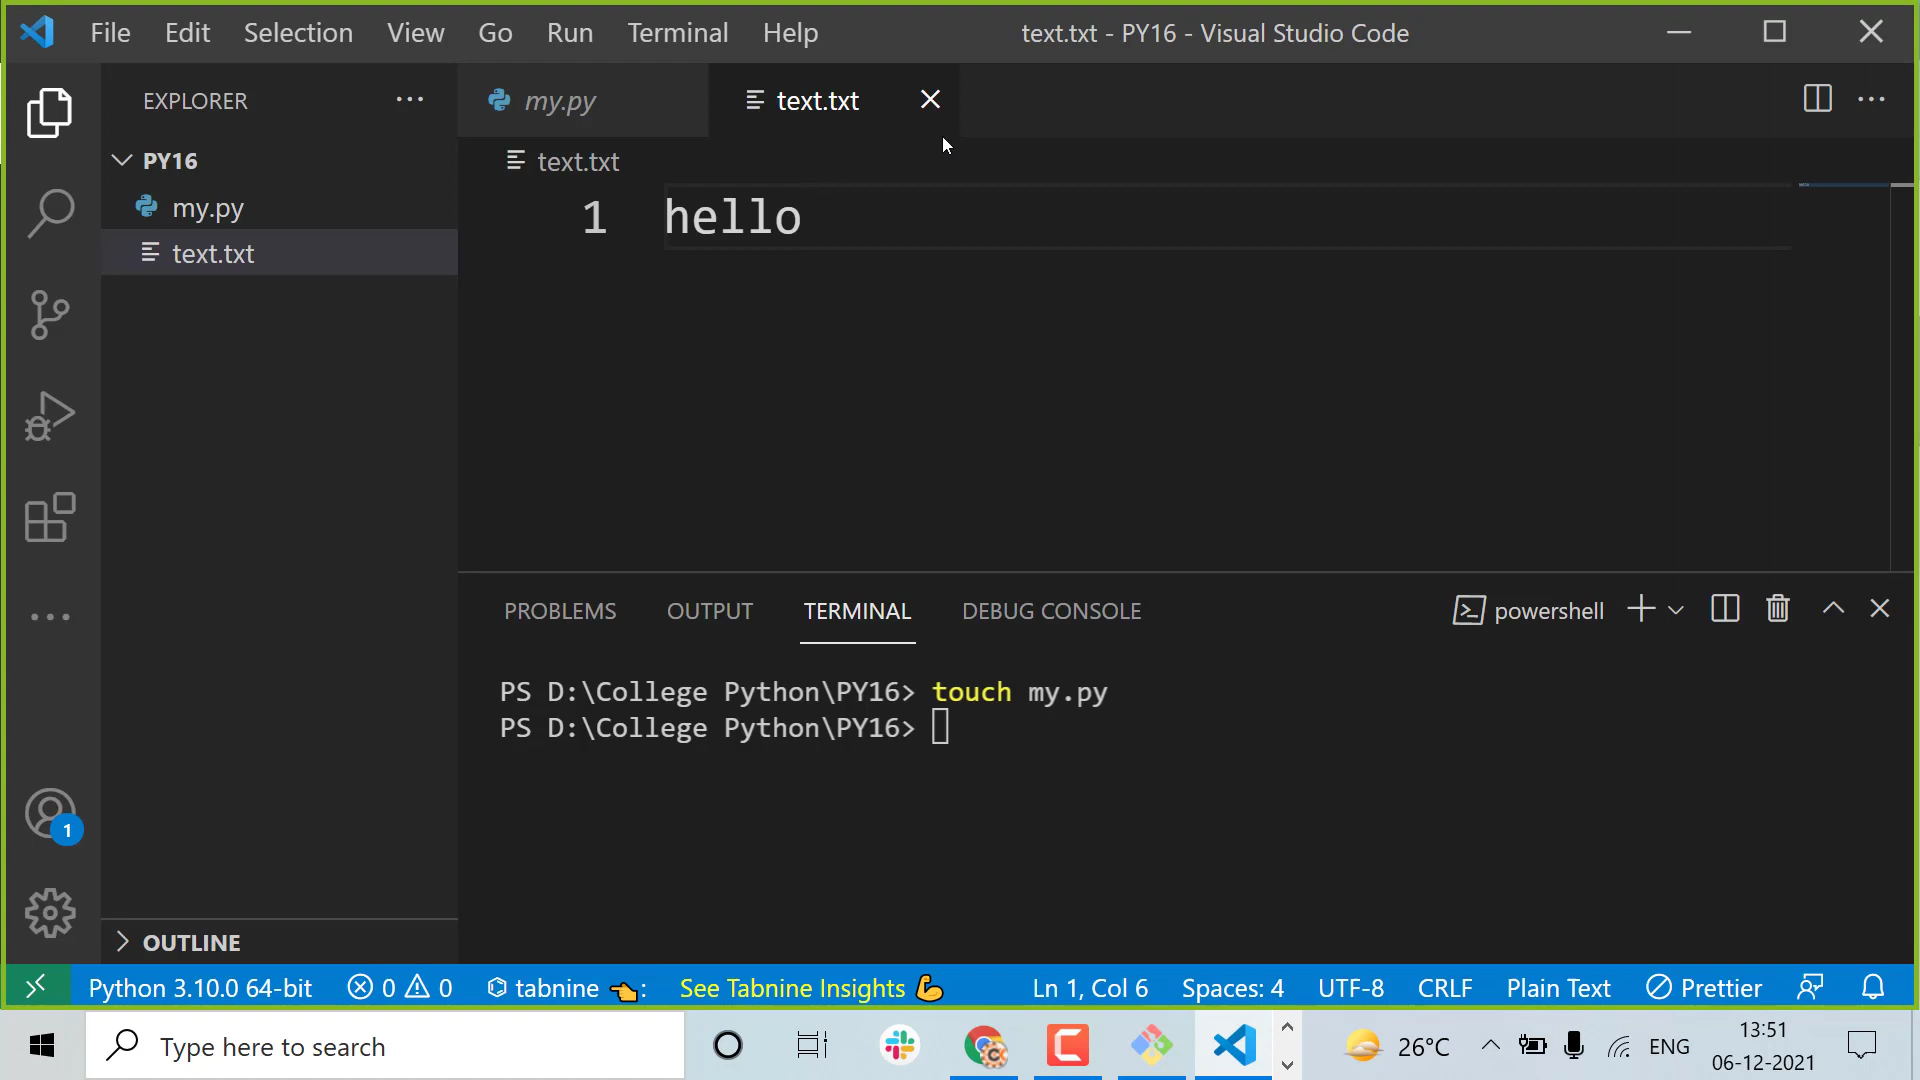 File Edit Selection View Go Run Terminal Help text.txt - PY16 - Visual Studio Code
EXPLORER
PY16
my.py
text.txt
OUTLINE
my.py text.txt
text.txt
1 hello
PROBLEMS OUTPUT TERMINAL DEBUG CONSOLE powershell
PS D:\College Python\PY16> touch my.py
PS D:\College Python\PY16>
1
Python 3.10.0 64-bit 0 0 tabnine : See Tabnine Insights Ln 1, Col 6 Spaces: 4 UTF-8 CRLF Plain Text Prettier
Type here to search 26°C ENG 13:51
06-12-2021